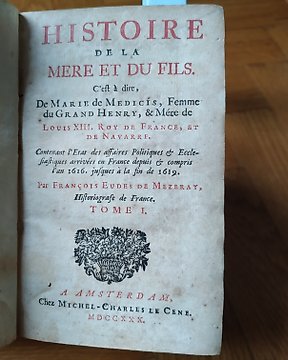 HISTOIRE
DE LA
MERE ET DU FILS.
C'est à dire,
De MARIE DE MEDICIS, Femme
du GRAND HENRY, & Mére de
LOUIS XIII. ROY DE FRANCE, ET
DE NAVARRE.
Contenant l'Etat des affaires Politiques & Eccle-
siastiques arrivées en France depuis & compris
l'an 1616. jusques à la fin de 1619.
Par FRANÇOIS EUDES DE MEZERAY,
Historiografe de France.
TOME I.
A AMSTERDAM,
Chez MICHEL-CHARLES LE CENE.
MDCCXXX.